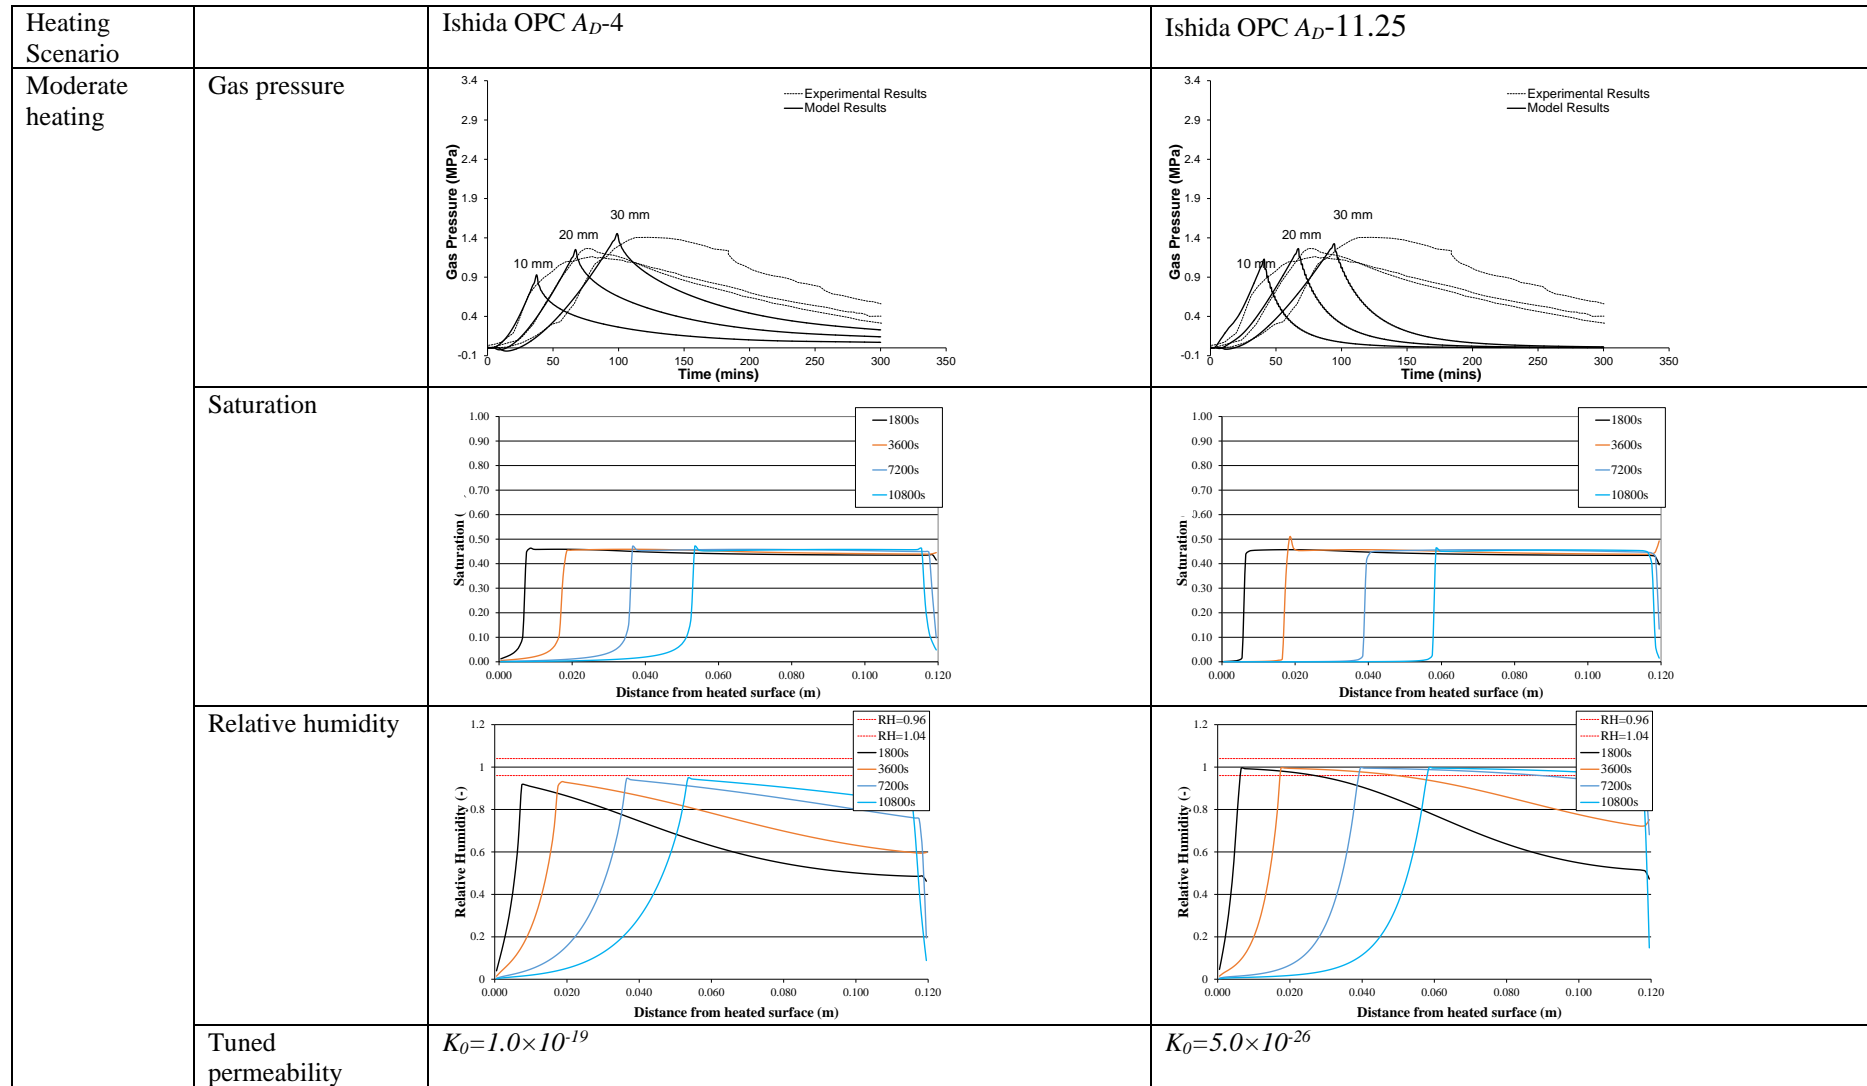 Heating
Scenario
Ishida OPC A_D-4
Ishida OPC A_D-11.25
Moderate
heating
Gas pressure
3.4
2.9
2.4
1.9
1.4
0.9
0.4
-0.1
Gas Pressure (MPa)
Experimental Results
Model Results
10 mm
20 mm
30 mm
0 50 100 150 200 250 300 350
Time (mins)
3.4
2.9
2.4
1.9
1.4
0.9
0.4
-0.1
Gas Pressure (MPa)
Experimental Results
Model Results
10 mm
20 mm
30 mm
0 50 100 150 200 250 300 350
Time (mins)
Saturation
1.00
0.90
0.80
0.70
0.60
0.50
0.40
0.30
0.20
0.10
0.00
Saturation (
1800s
3600s
7200s
10800s
0.000 0.020 0.040 0.060 0.080 0.100 0.120
Distance from heated surface (m)
1.00
0.90
0.80
0.70
0.60
0.50
0.40
0.30
0.20
0.10
0.00
Saturation
1800s
3600s
7200s
10800s
0.000 0.020 0.040 0.060 0.080 0.100 0.120
Distance from heated surface (m)
Relative humidity
1.2
1
0.8
0.6
0.4
0.2
0
Relative Humidity (-)
RH=0.96
RH=1.04
1800s
3600s
7200s
10800s
0.000 0.020 0.040 0.060 0.080 0.100 0.120
Distance from heated surface (m)
1.2
1
0.8
0.6
0.4
0.2
0
Relative Humidity (-)
RH=0.96
RH=1.04
1800s
3600s
7200s
10800s
0.000 0.020 0.040 0.060 0.080 0.100 0.120
Distance from heated surface (m)
Tuned
permeability
K₀=1.0×10⁻¹⁹
K₀=5.0×10⁻²⁶